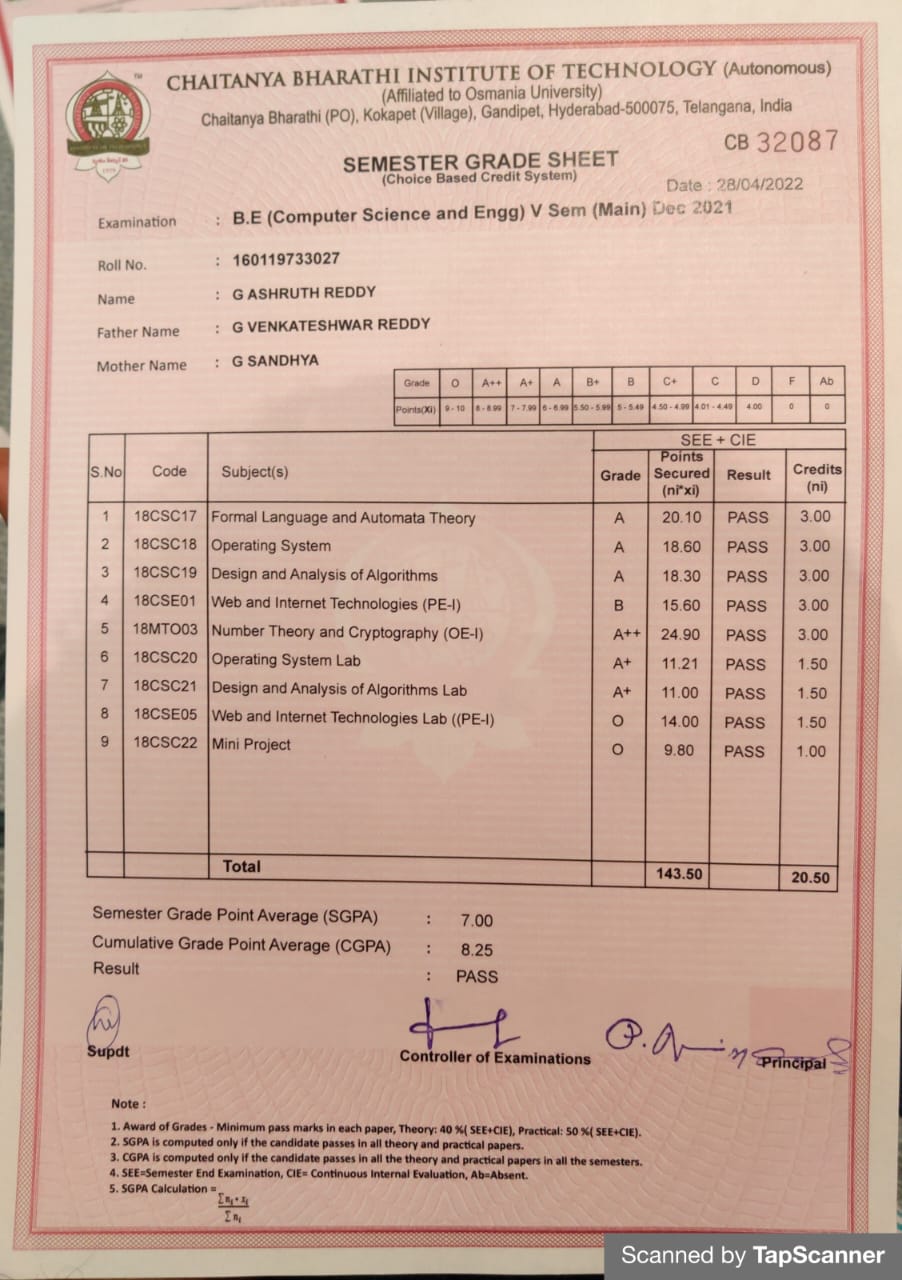 CHAITANYA BHARATHI INSTITUTE OF TECHNOLOGY (Autonomous)
(Affiliated to Osmania University)
Chaitanya Bharathi (PO), Kokapet (Village), Gandipet, Hyderabad-500075, Telangana, India
TM
1979
CB 32087
SEMESTER GRADE SHEET
(Choice Based Credit System)
Date : 28/04/2022
Examination : B.E (Computer Science and Engg) V Sem (Main) Dec 2021
Roll No. : 160119733027
Name : G ASHRUTH REDDY
Father Name : G VENKATESHWAR REDDY
Mother Name : G SANDHYA
Grade O A++ A+ A B+ B C+ C D F Ab
Points(Xi) 9 - 10 8 - 8.99 7 - 7.99 6 - 6.99 5.50 - 5.99 5 - 5.49 4.50 - 4.99 4.01 - 4.49 4.00 0 0
SEE + CIE
S.No Code Subject(s) Grade Points Secured (ni*xi) Result Credits (ni)
1 18CSC17 Formal Language and Automata Theory A 20.10 PASS 3.00
2 18CSC18 Operating System A 18.60 PASS 3.00
3 18CSC19 Design and Analysis of Algorithms A 18.30 PASS 3.00
4 18CSE01 Web and Internet Technologies (PE-I) B 15.60 PASS 3.00
5 18MTO03 Number Theory and Cryptography (OE-I) A++ 24.90 PASS 3.00
6 18CSC20 Operating System Lab A+ 11.21 PASS 1.50
7 18CSC21 Design and Analysis of Algorithms Lab A+ 11.00 PASS 1.50
8 18CSE05 Web and Internet Technologies Lab ((PE-I) O 14.00 PASS 1.50
9 18CSC22 Mini Project O 9.80 PASS 1.00
Total 143.50 20.50
Semester Grade Point Average (SGPA) : 7.00
Cumulative Grade Point Average (CGPA) : 8.25
Result : PASS
Supdt
Controller of Examinations
Principal
Note :
1. Award of Grades - Minimum pass marks in each paper, Theory: 40 %( SEE+CIE), Practical: 50 %( SEE+CIE).
2. SGPA is computed only if the candidate passes in all theory and practical papers.
3. CGPA is computed only if the candidate passes in all the theory and practical papers in all the semesters.
4. SEE=Semester End Examination, CIE= Continuous Internal Evaluation, Ab=Absent.
5. SGPA Calculation = Σnᵢ * xᵢ
Σnᵢ
Scanned by TapScanner